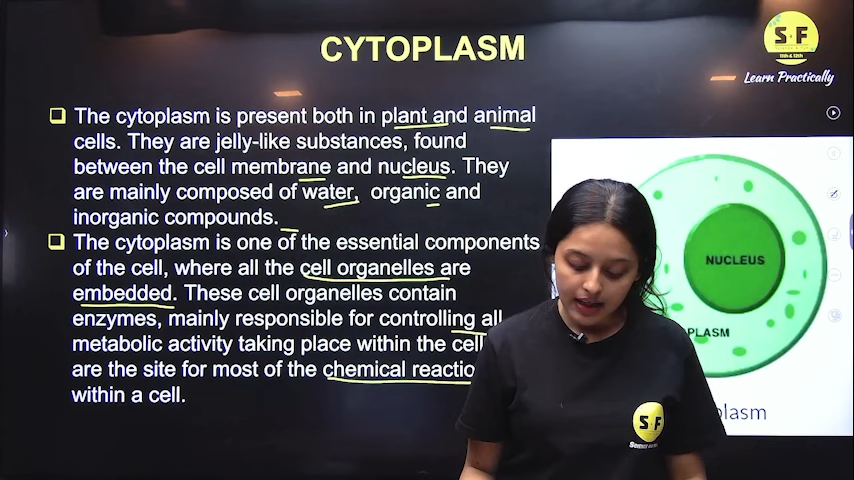 CYTOPLASM
S F
11th & 12th
Learn Practically
The cytoplasm is present both in plant and animal
cells. They are jelly-like substances, found
between the cell membrane and nucleus. They
are mainly composed of water, organic and
inorganic compounds.
The cytoplasm is one of the essential components
of the cell, where all the cell organelles are
embedded. These cell organelles contain
enzymes, mainly responsible for controlling all
metabolic activity taking place within the cell
are the site for most of the chemical reactio
within a cell.
NUCLEUS
PLASM
plasm
S F